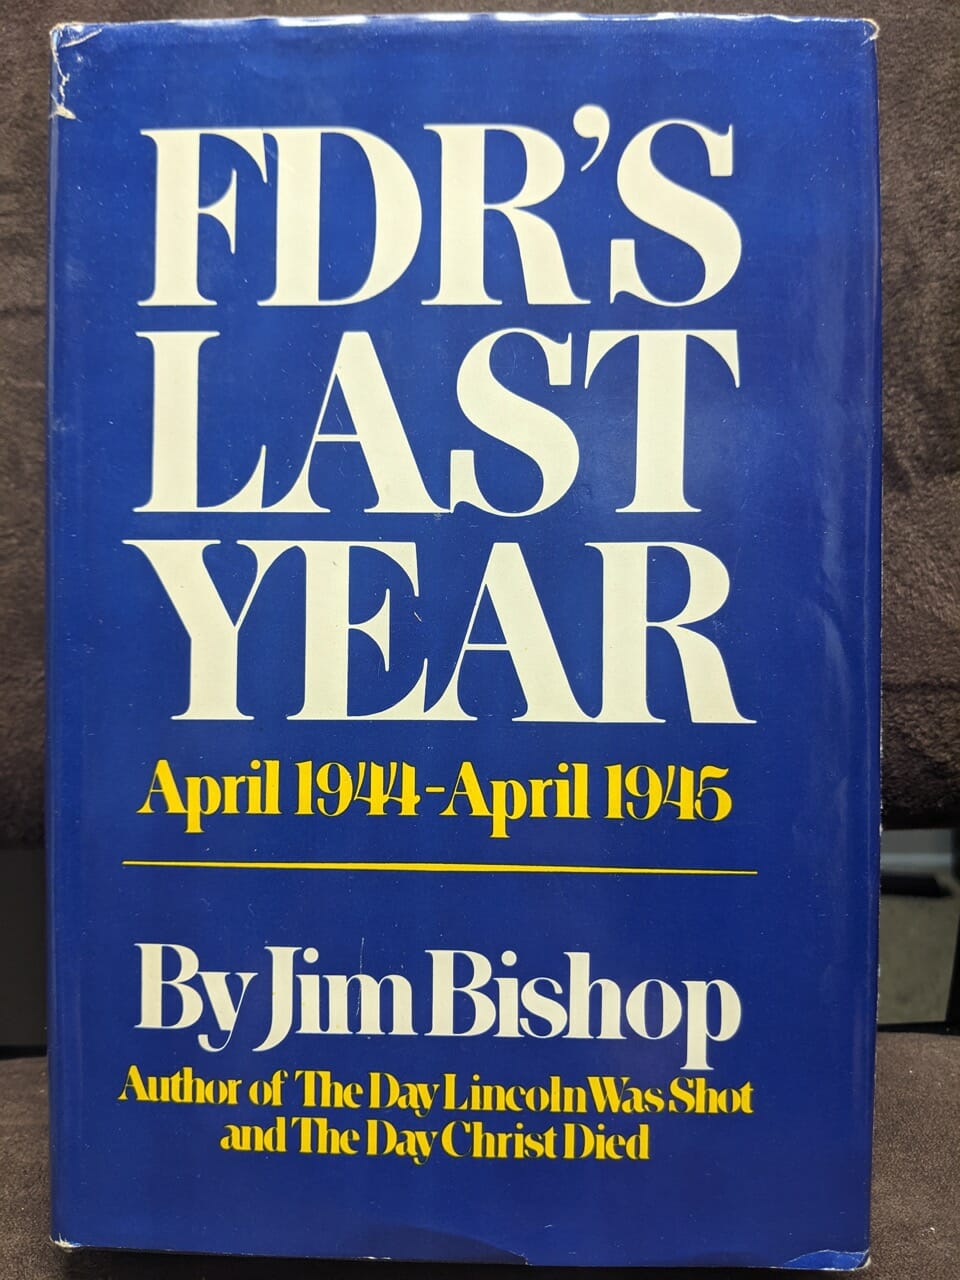 FDR'S
LAST
YEAR
April 1944-April 1945
By Jim Bishop
Author of The Day Lincoln Was Shot
and The Day Christ Died